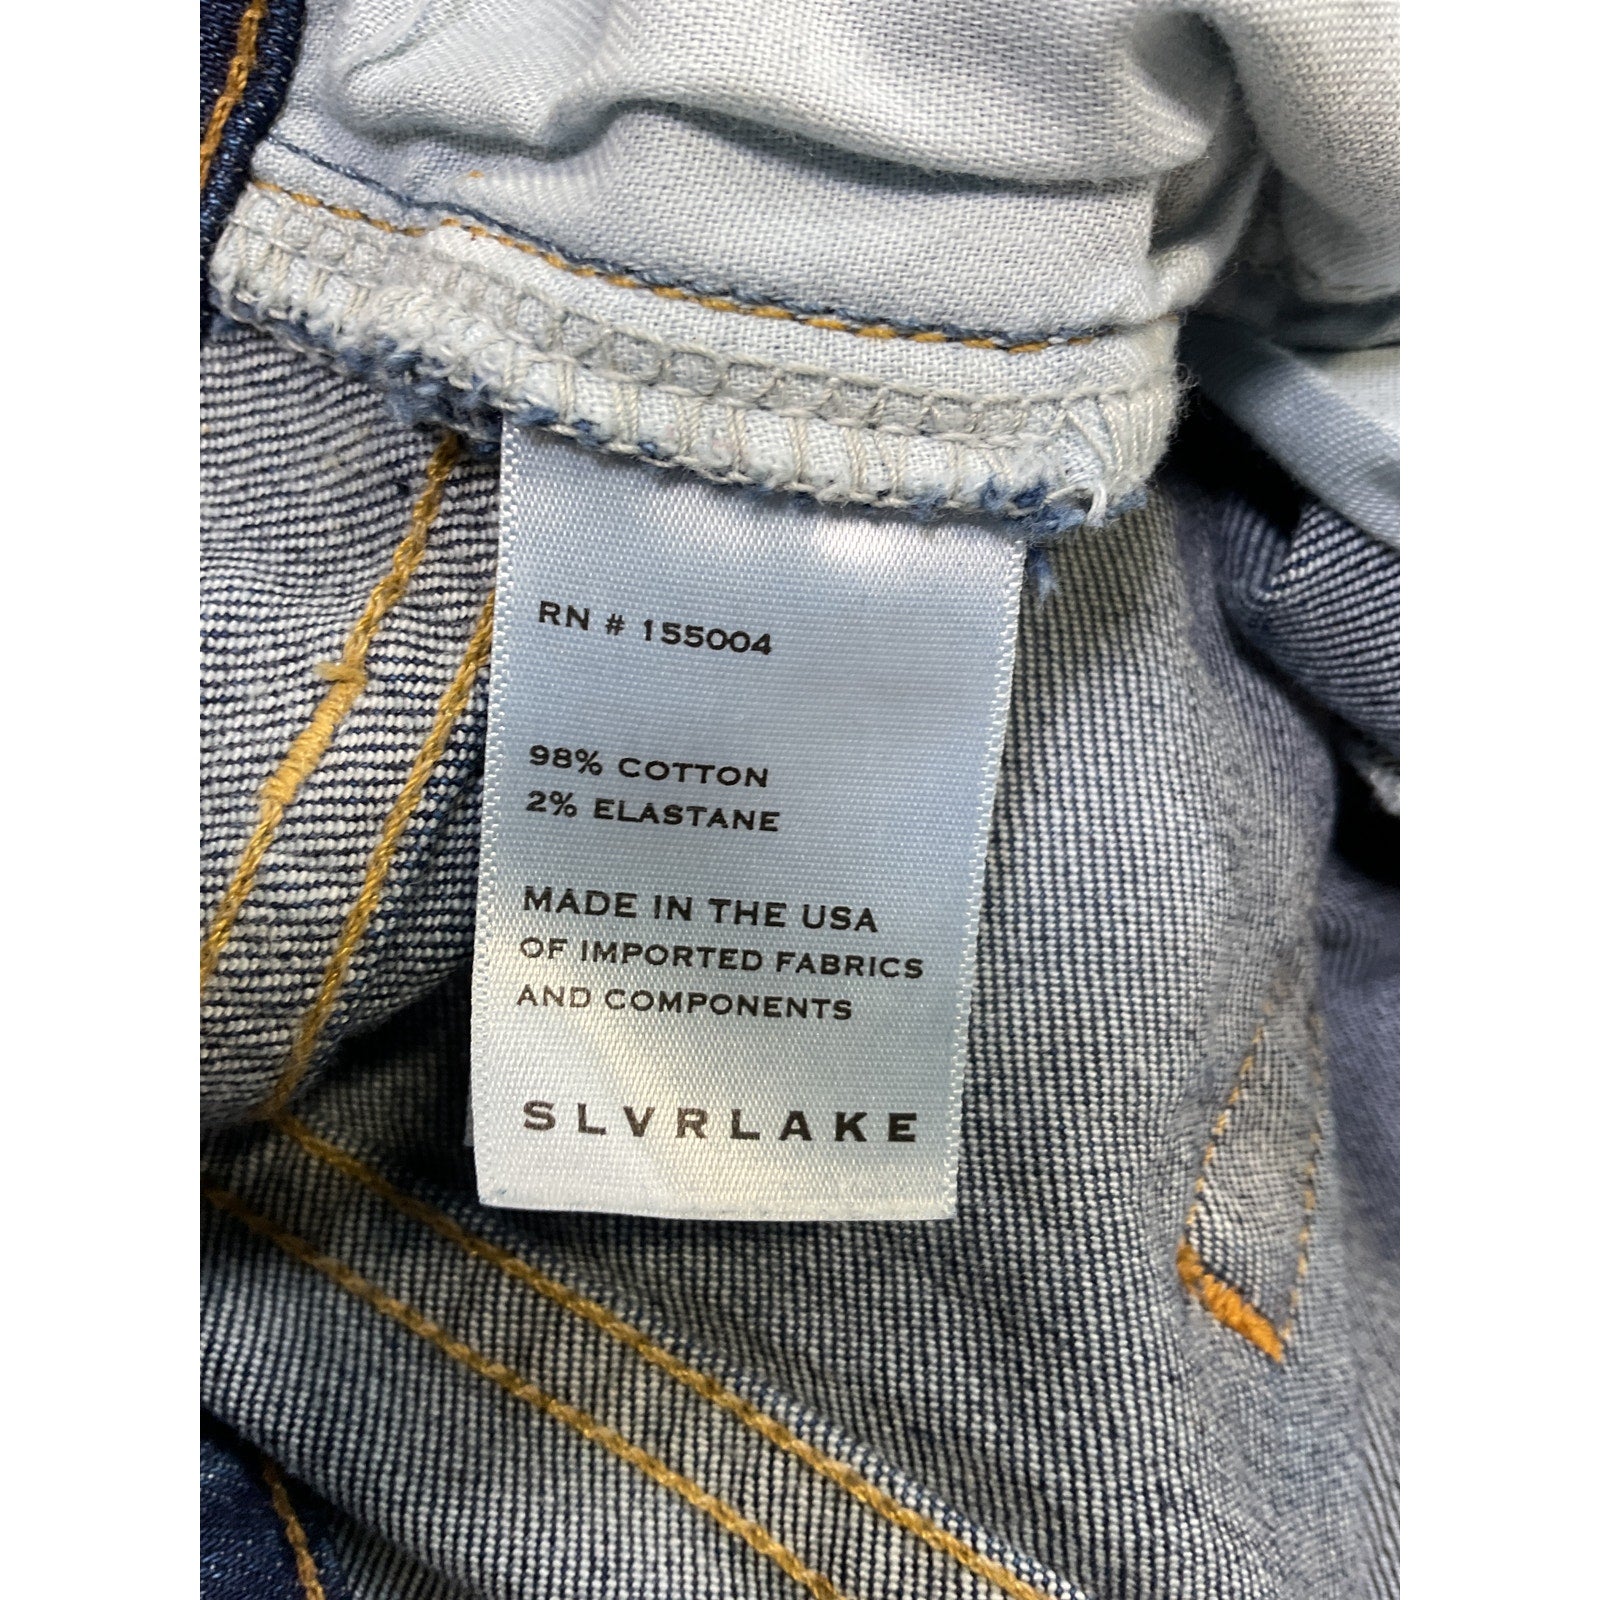 RN # 155004
98% COTTON
2% ELASTANE
MADE IN THE USA
OF IMPORTED FABRICS
AND COMPONENTS
SLVRLAKE